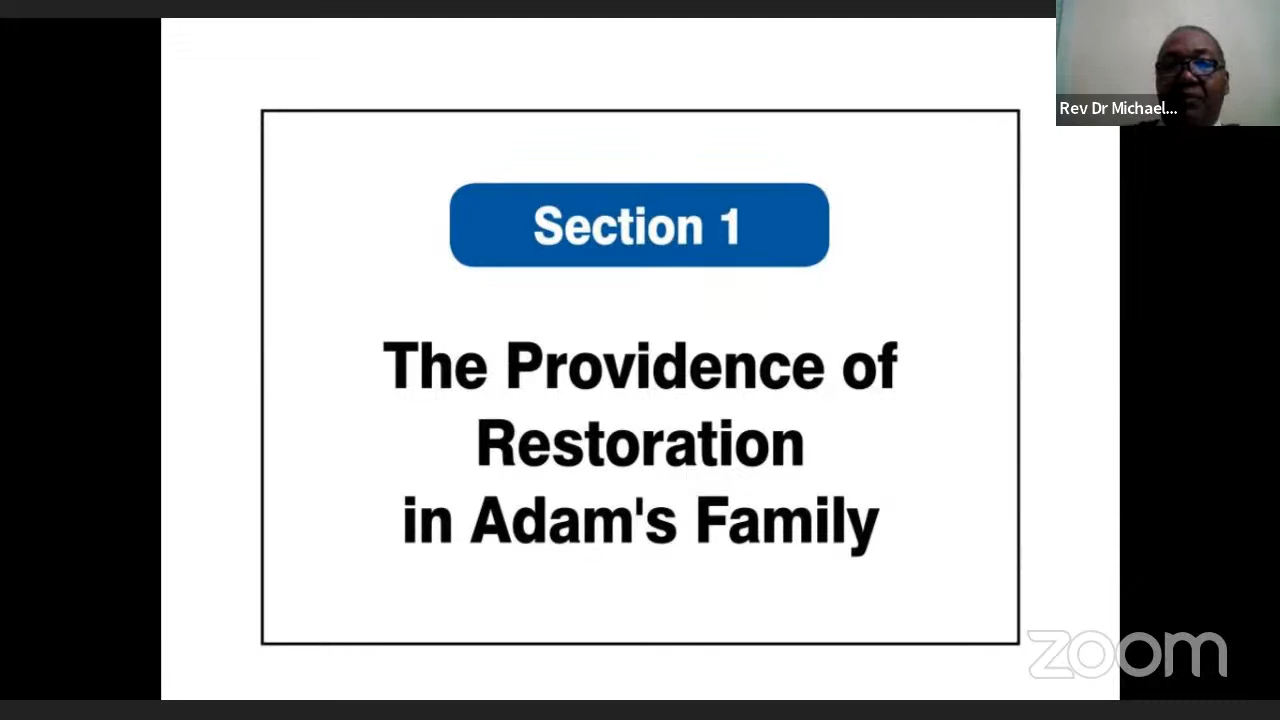 Rev Dr Michael...
Section 1
The Providence of
Restoration
in Adam's Family
zoom